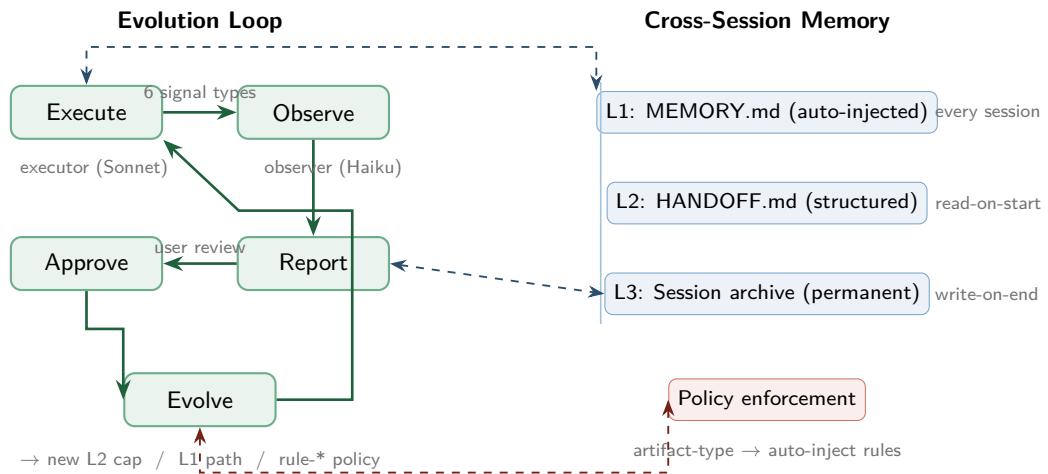 Evolution Loop
Cross-Session Memory
6 signal types
Execute
Observe
executor (Sonnet)
observer (Haiku)
user review
Approve
Report
Evolve
→ new L2 cap / L1 path / rule-* policy
L1: MEMORY.md (auto-injected)
every session
L2: HANDOFF.md (structured)
read-on-start
L3: Session archive (permanent)
write-on-end
Policy enforcement
artifact-type → auto-inject rules